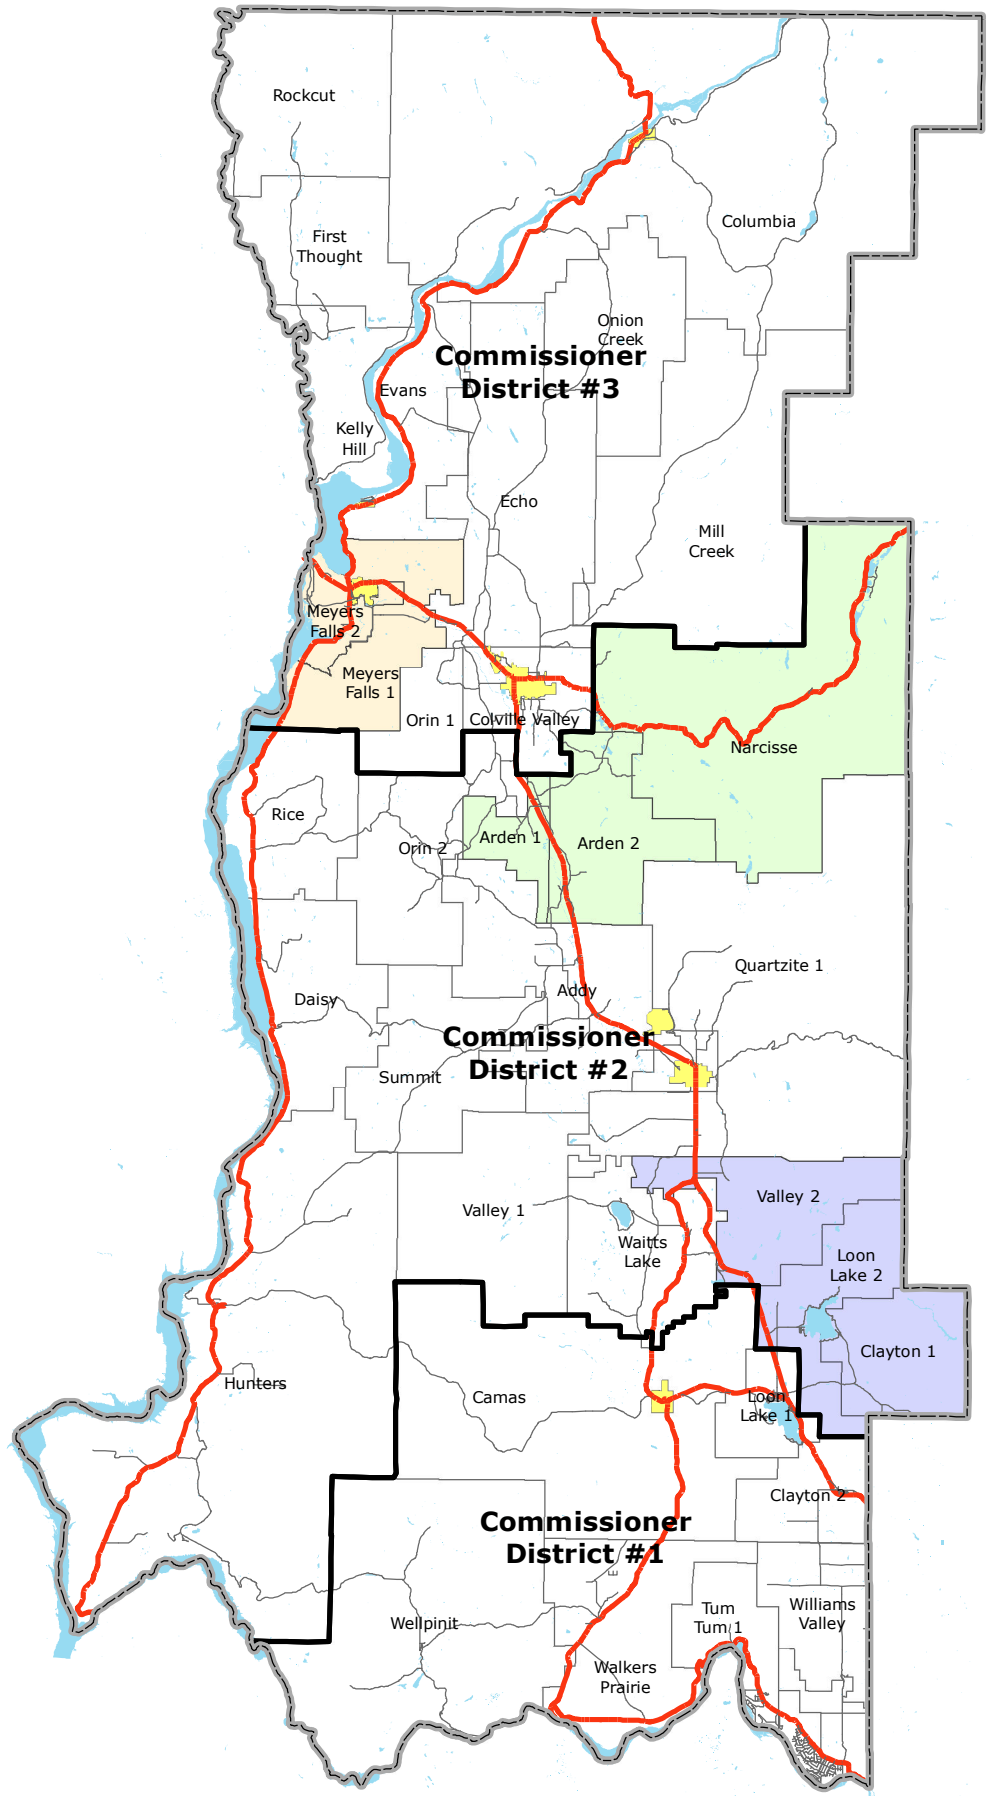 Rockcut
Columbia
First
Thought
Onion
Creek
Commissioner
District #3
Evans
Kelly
Hill
Echo
Mill
Creek
Meyers
Falls 2
Meyers
Falls 1
Orin 1
Colville Valley
Narcisse
Rice
Orin 2
Arden 1
Arden 2
Quartzite 1
Addy
Daisy
Commissioner
District #2
Summit
Valley 1
Valley 2
Waitts
Lake
Loon
Lake 2
Clayton 1
Hunters
Camas
Loon
Lake 1
Clayton 2
Commissioner
District #1
Wellpinit
Tum
Tum 1
Williams
Valley
Walkers
Prairie